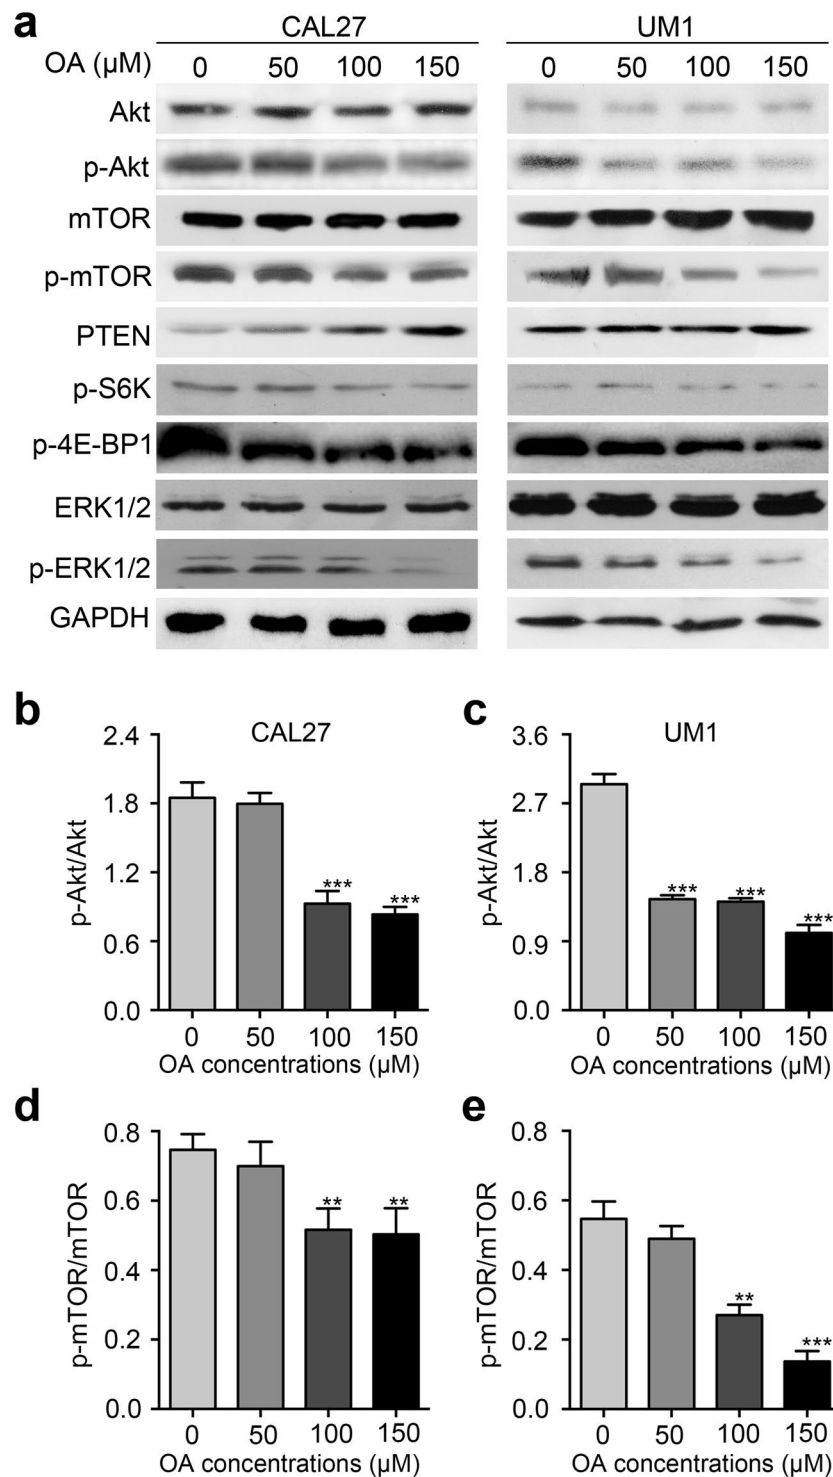 a
CAL27 UM1
OA (μM) 0 50 100 150 0 50 100 150
Akt
p-Akt
mTOR
p-mTOR
PTEN
p-S6K
p-4E-BP1
ERK1/2
p-ERK1/2
GAPDH
b
CAL27
p-Akt/Akt
2.4
1.8
1.2
0.6
0.0
*** ***
0 50 100 150
OA concentrations (μM)
c
UM1
p-Akt/Akt
3.6
2.7
1.8
0.9
0.0
*** *** ***
0 50 100 150
OA concentrations (μM)
d
p-mTOR/mTOR
0.8
0.6
0.4
0.2
0.0
** **
0 50 100 150
OA concentrations (μM)
e
p-mTOR/mTOR
0.8
0.6
0.4
0.2
0.0
** ***
0 50 100 150
OA concentrations (μM)